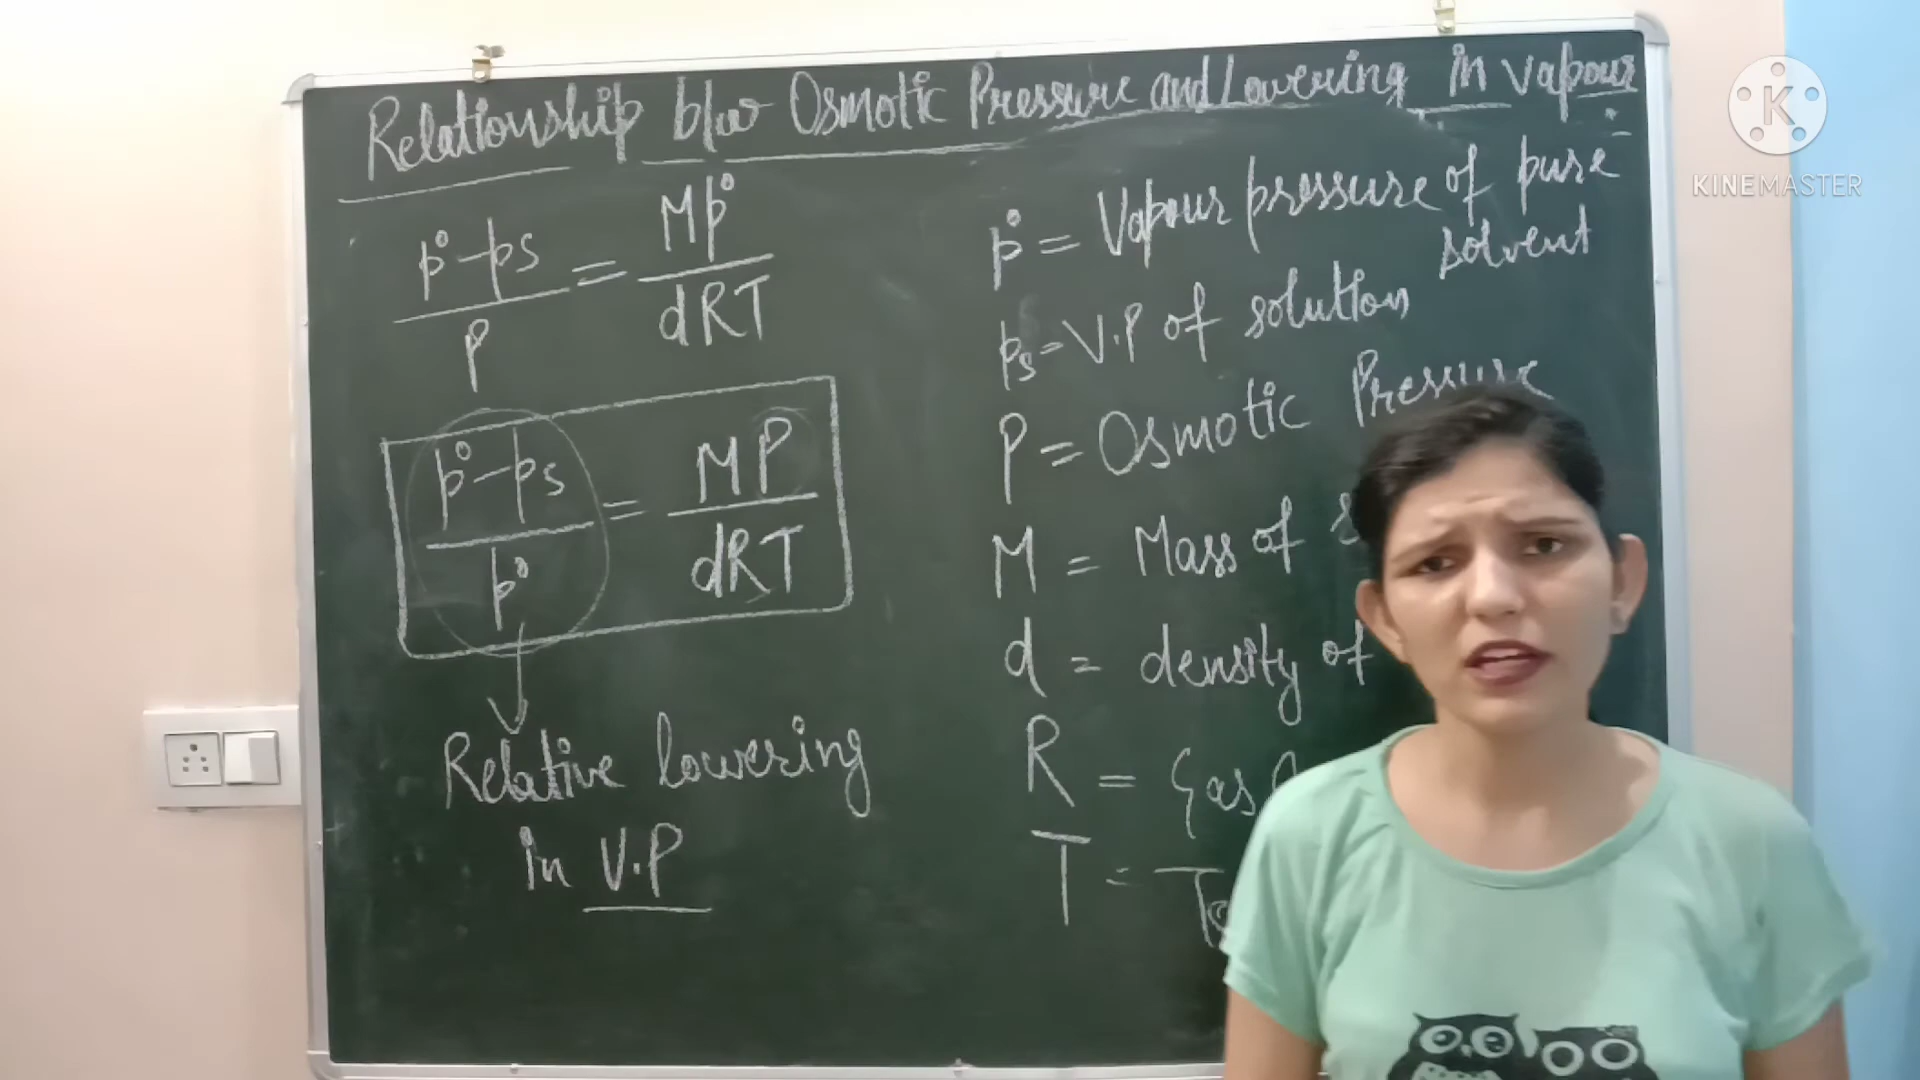 Relationship b/w Osmotic Pressure and Lowering in Vapour
p°-ps / P = Mp° / dRT
p°-ps / p° = MP / dRT
Relative lowering
in V.P
p° = Vapour pressure of pure
solvent
ps = V.P of solution
P = Osmotic Pressure
M = Mass of
d = density of
R = Gas
T =
KINEMASTER